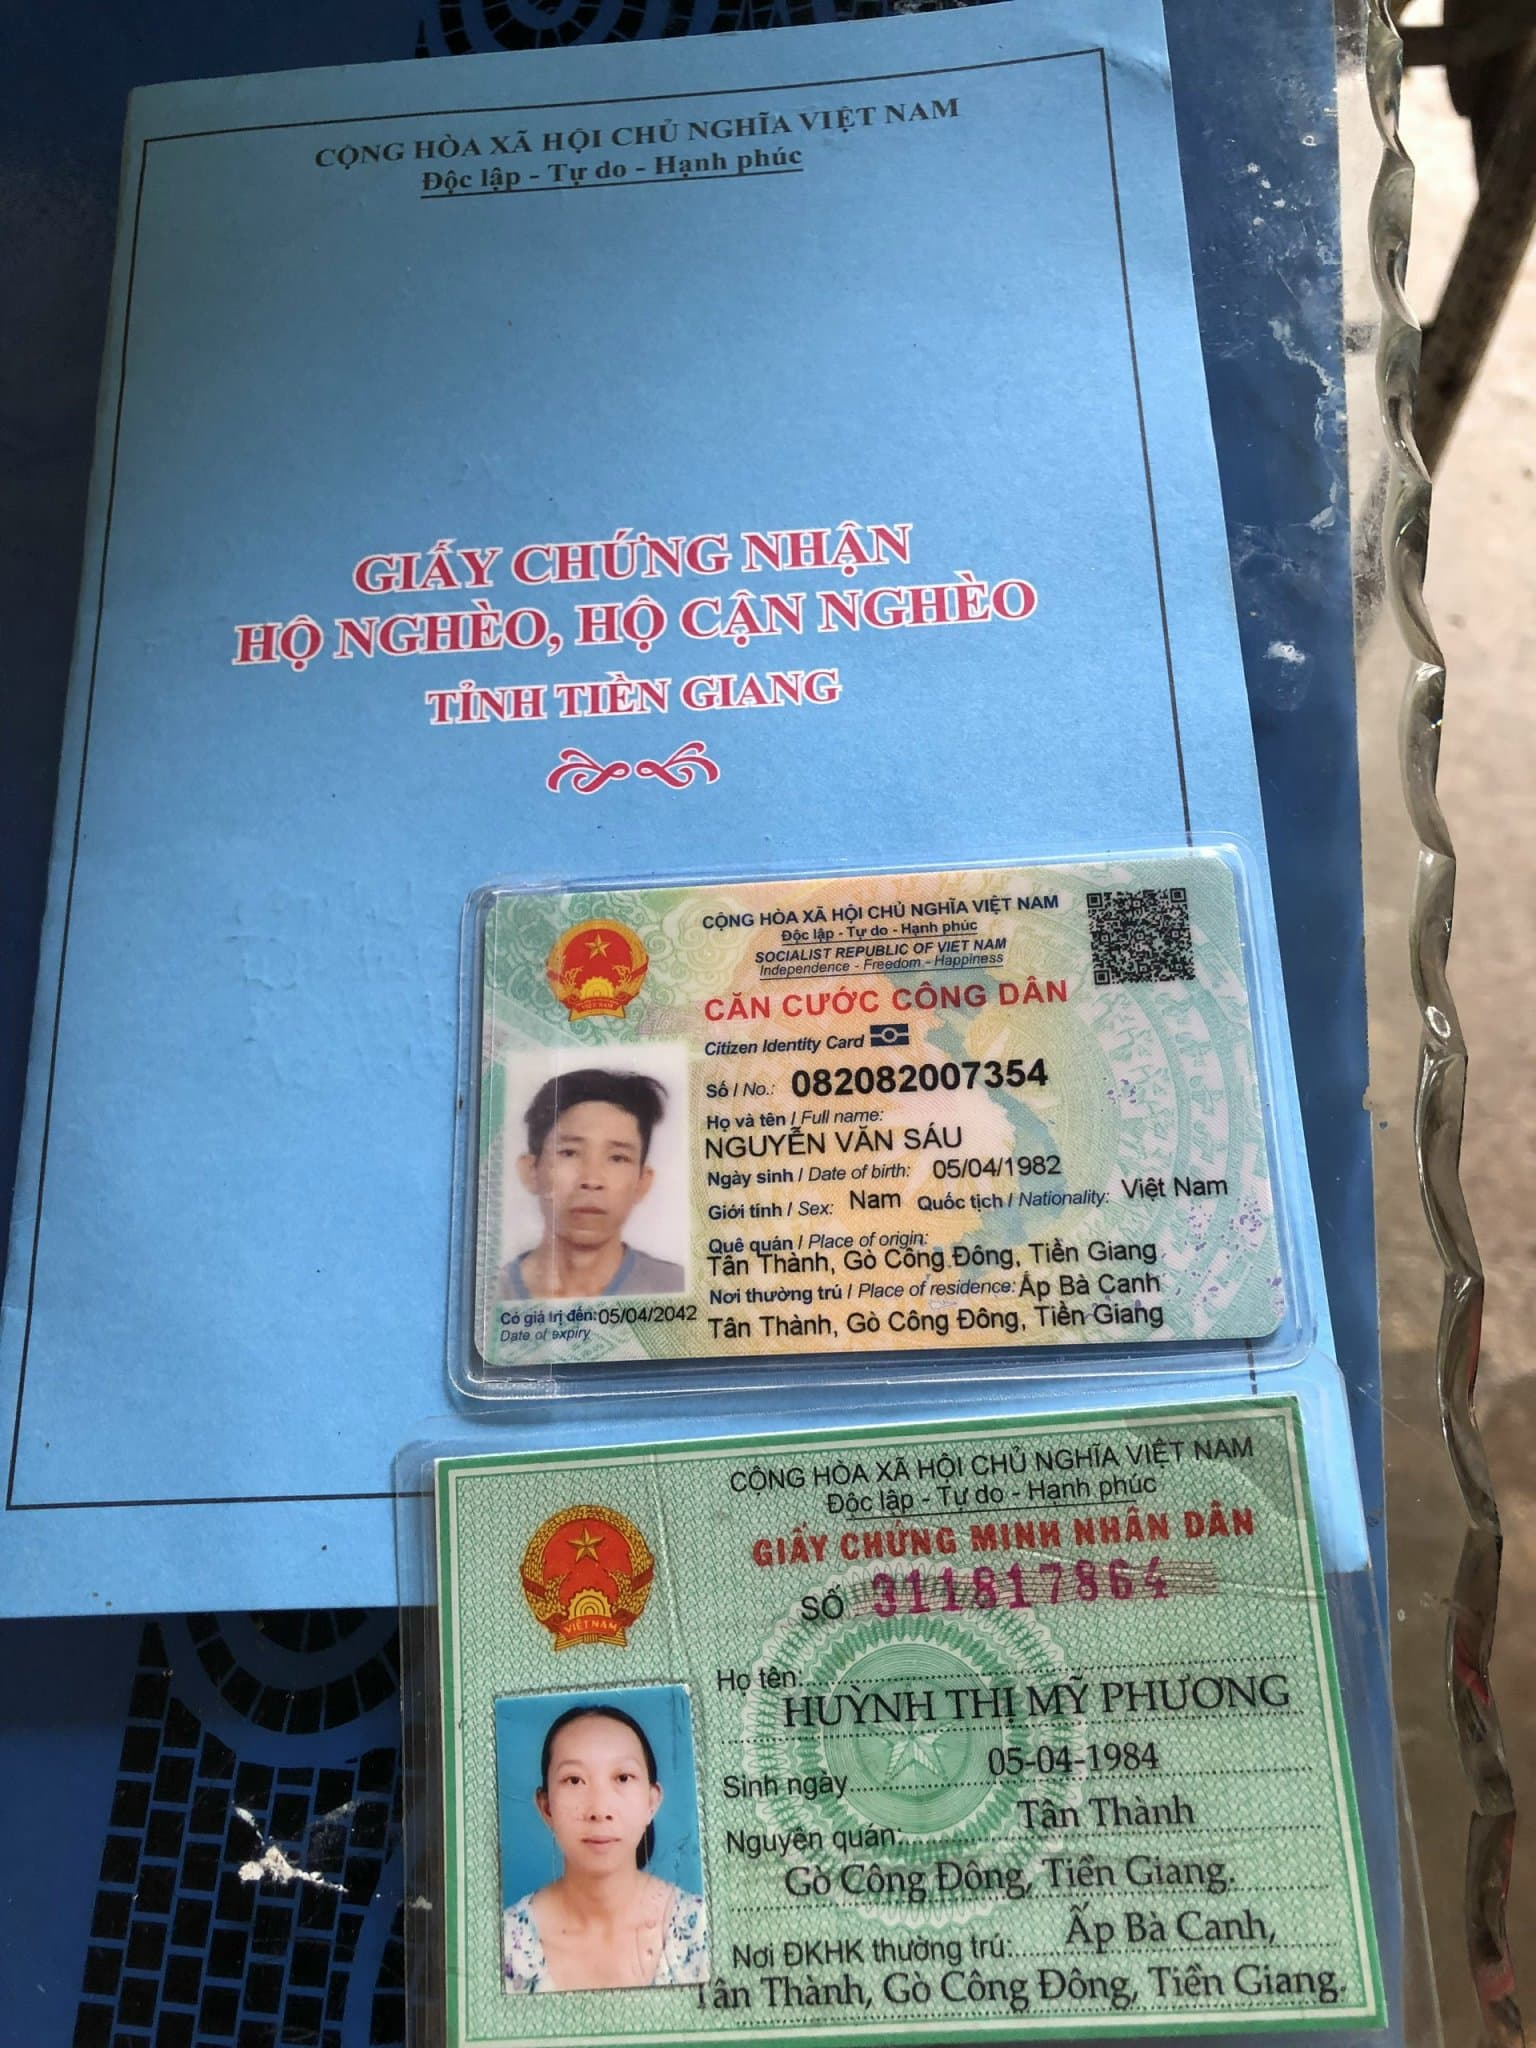 CỘNG HÒA XÃ HỘI CHỦ NGHĨA VIỆT NAM
Độc lập - Tự do - Hạnh phúc
GIẤY CHỨNG NHẬN
HỘ NGHÈO, HỘ CẬN NGHÈO
TỈNH TIỀN GIANG
CỘNG HÒA XÃ HỘI CHỦ NGHĨA VIỆT NAM
Độc lập - Tự do - Hạnh phúc
SOCIALIST REPUBLIC OF VIET NAM
Independence - Freedom - Happiness
CĂN CƯỚC CÔNG DÂN
Citizen Identity Card
Số / No.: 082082007354
Họ và tên / Full name:
NGUYỄN VĂN SÁU
Ngày sinh / Date of birth: 05/04/1982
Giới tính / Sex: Nam Quốc tịch / Nationality: Việt Nam
Quê quán / Place of origin:
Tân Thành, Gò Công Đông, Tiền Giang
Nơi thường trú / Place of residence: Ấp Bà Canh
Tân Thành, Gò Công Đông, Tiền Giang
Có giá trị đến: 05/04/2042
Date of expiry
CỘNG HÒA XÃ HỘI CHỦ NGHĨA VIỆT NAM
Độc lập - Tự do - Hạnh phúc
GIẤY CHỨNG MINH NHÂN DÂN
SỐ 311817864
VIỆT NAM
Họ tên:
HUỲNH THỊ MỸ PHƯƠNG
Sinh ngày 05-04-1984
Nguyên quán: Tân Thành
Gò Công Đông, Tiền Giang.
Nơi ĐKHK thường trú: Ấp Bà Canh,
Tân Thành, Gò Công Đông, Tiền Giang.